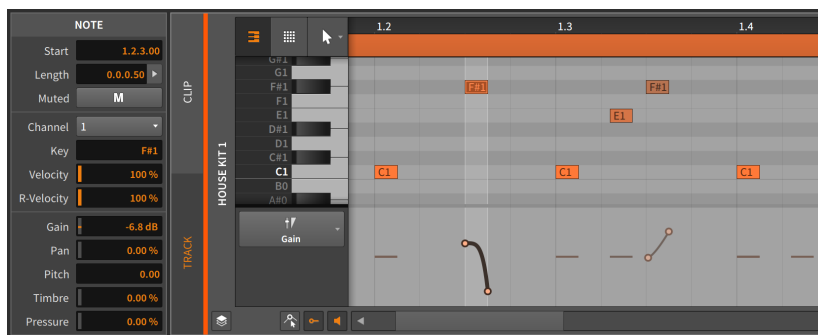 NOTE
Start 1.2.3.00
Length 0.0.0.50
Muted M
Channel 1
Key F#1
Velocity 100 %
R-Velocity 100 %
Gain -6.8 dB
Pan 0.00 %
Pitch 0.00
Timbre 0.00 %
Pressure 0.00 %
CLIP
TRACK
HOUSE KIT 1
1.2 1.3 1.4
G#1
G1
F#1 F#1 F#1
F1
E1 E1
D#1
D1
C#1
C1 C1 C1 C1
B0
A#0
Gain